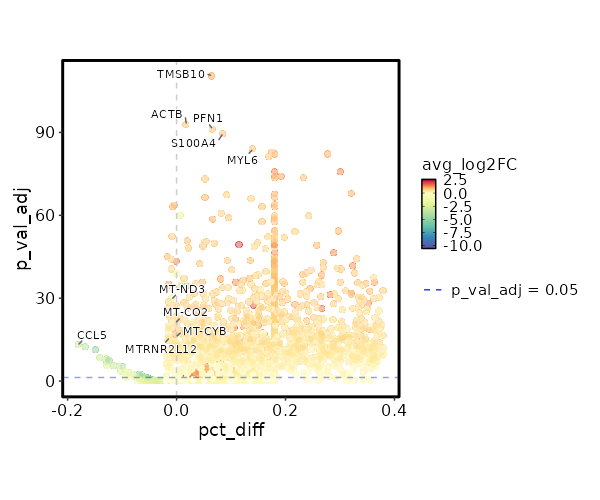 TMSB10
ACTB
PFN1
S100A4
MYL6
MT-ND3
MT-CO2
MT-CYB
CCL5
MTRNR2L12
90
60
30
0
p_val_adj
-0.2
0.0
0.2
0.4
pct_diff
avg_log2FC
2.5
0.0
-2.5
-5.0
-7.5
-10.0
p_val_adj = 0.05